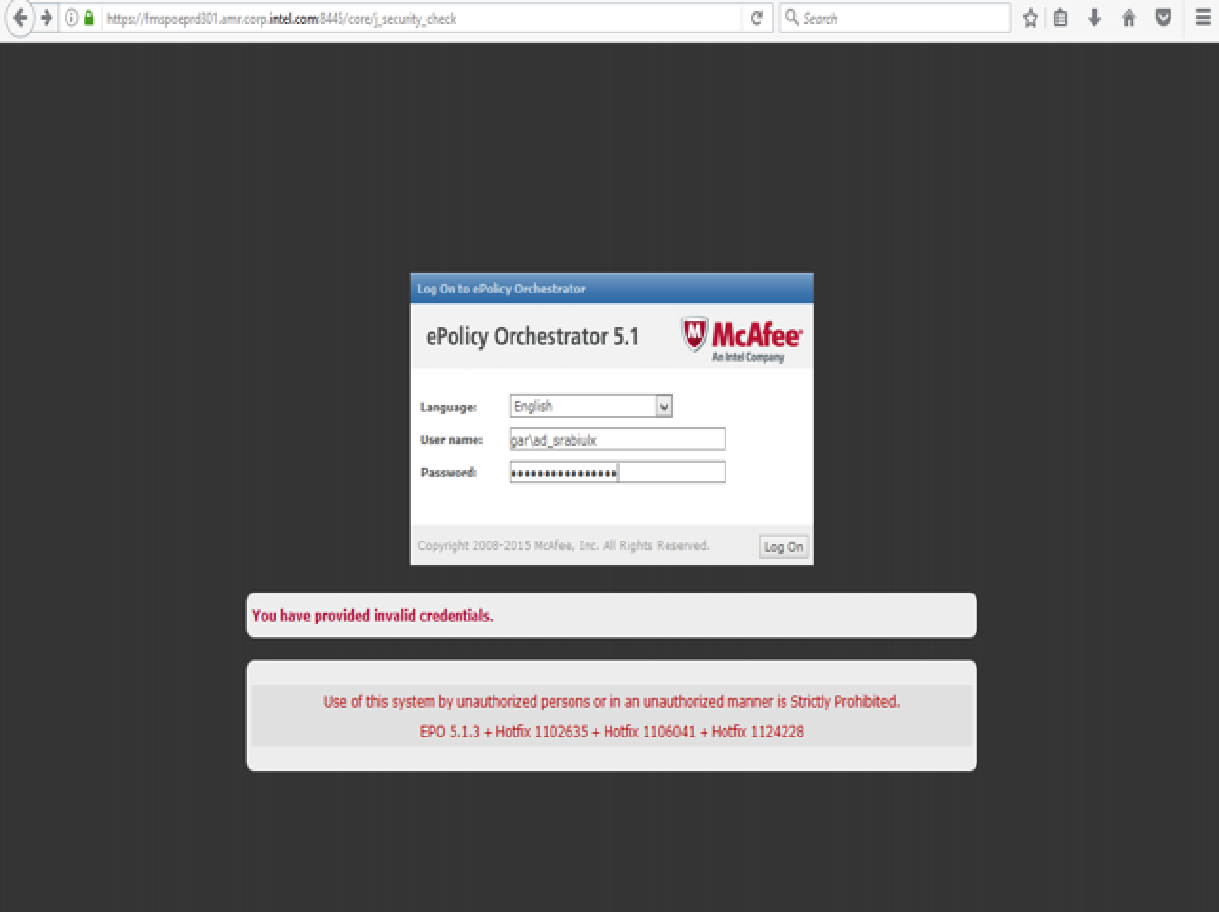 https://fmspoeprd301.amr.corp.intel.com:8445/core/j_security_check
Search
Log On to ePolicy Orchestrator
ePolicy Orchestrator 5.1
McAfee
An Intel Company
Language: English
User name: gar\ad_srabiulx
Password: ••••••••••••••••
Copyright 2008-2015 McAfee, Inc. All Rights Reserved. Log On
You have provided invalid credentials.
Use of this system by unauthorized persons or in an unauthorized manner is Strictly Prohibited.
EPO 5.1.3 + Hotfix 1102635 + Hotfix 1106041 + Hotfix 1124228